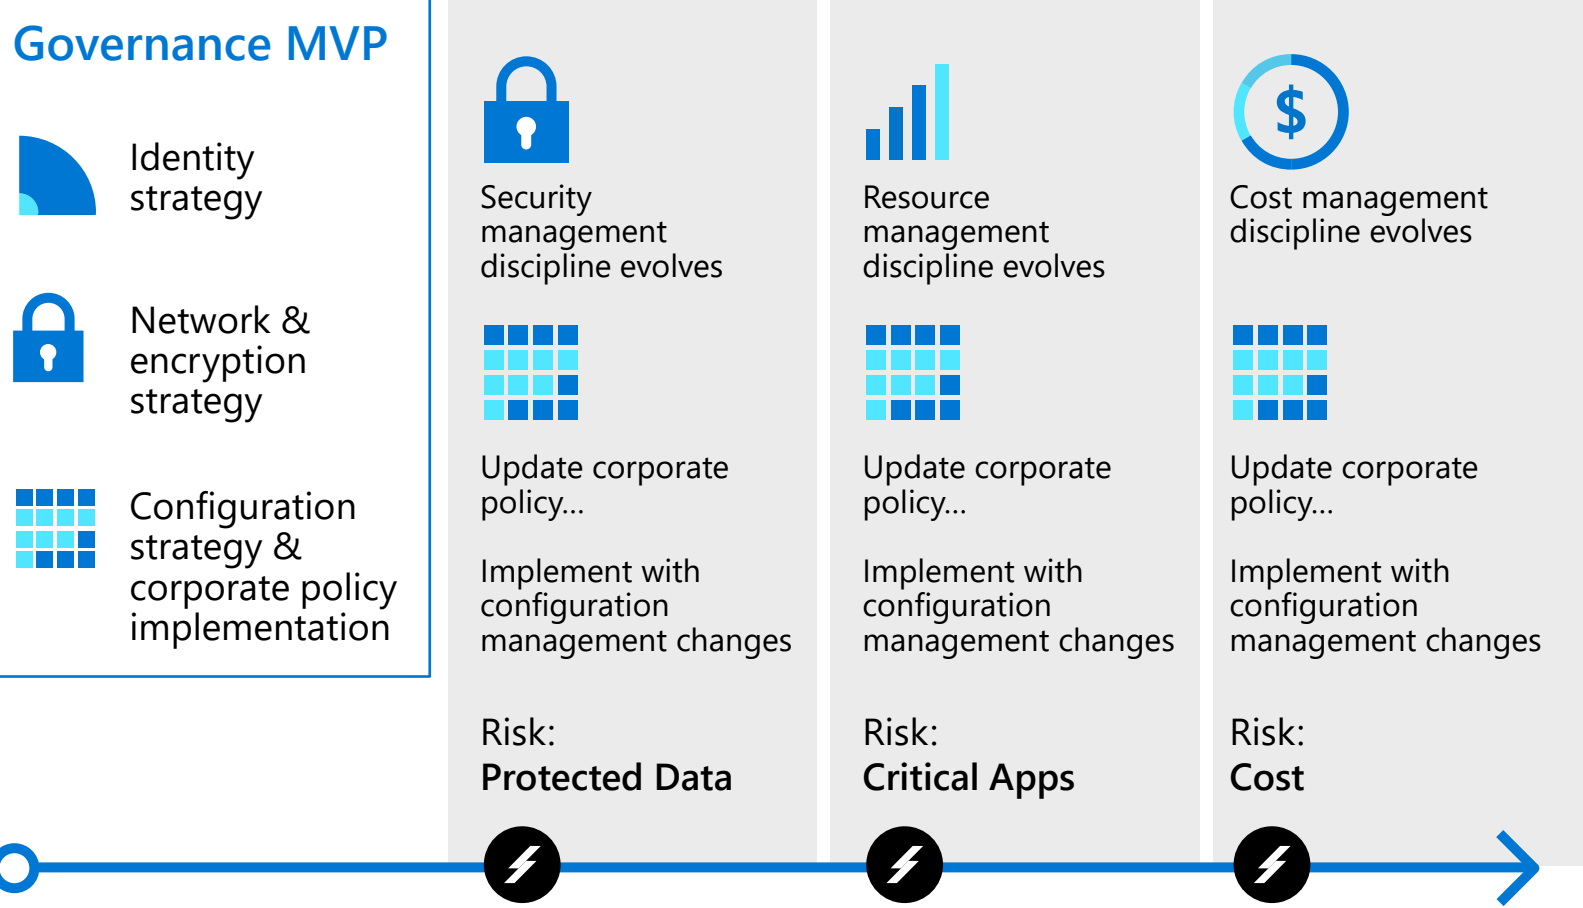 Governance MVP
Identity
strategy
Network &
encryption
strategy
Configuration
strategy &
corporate policy
implementation
Security
management
discipline evolves
Update corporate
policy...
Implement with
configuration
management changes
Risk:
Protected Data
Resource
management
discipline evolves
Update corporate
policy...
Implement with
configuration
management changes
Risk:
Critical Apps
$
Cost management
discipline evolves
Update corporate
policy...
Implement with
configuration
management changes
Risk:
Cost